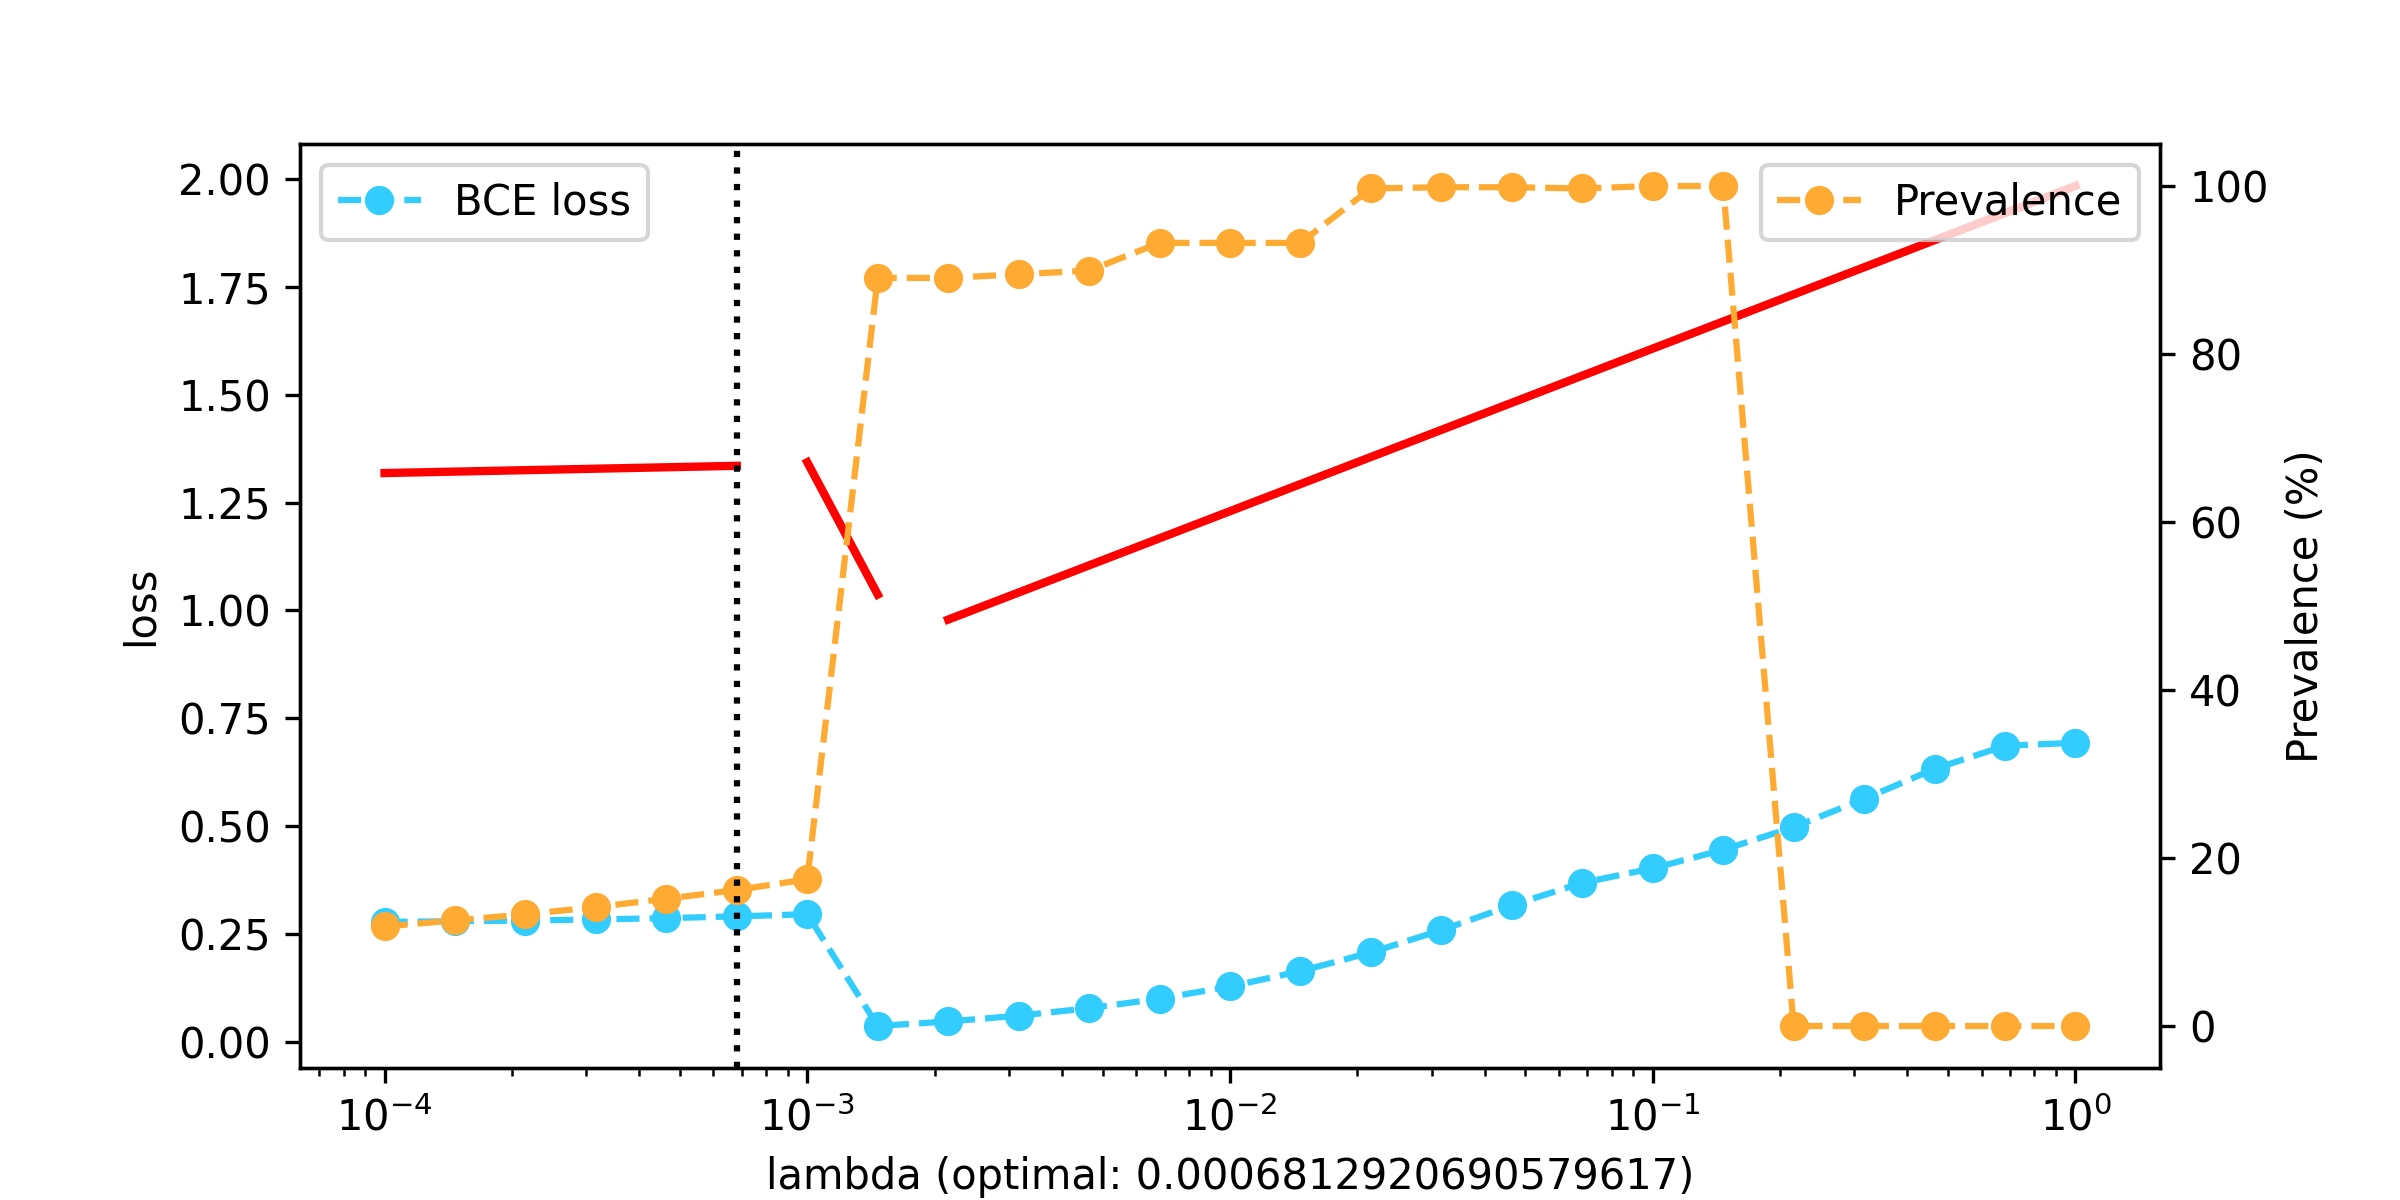 BCE loss
Prevalence
2.00
1.75
1.50
1.25
1.00
0.75
0.50
0.25
0.00
loss
100
80
60
40
20
0
Prevalence (%)
10⁻⁴ 10⁻³ 10⁻² 10⁻¹ 10⁰
lambda (optimal: 0.0006812920690579617)